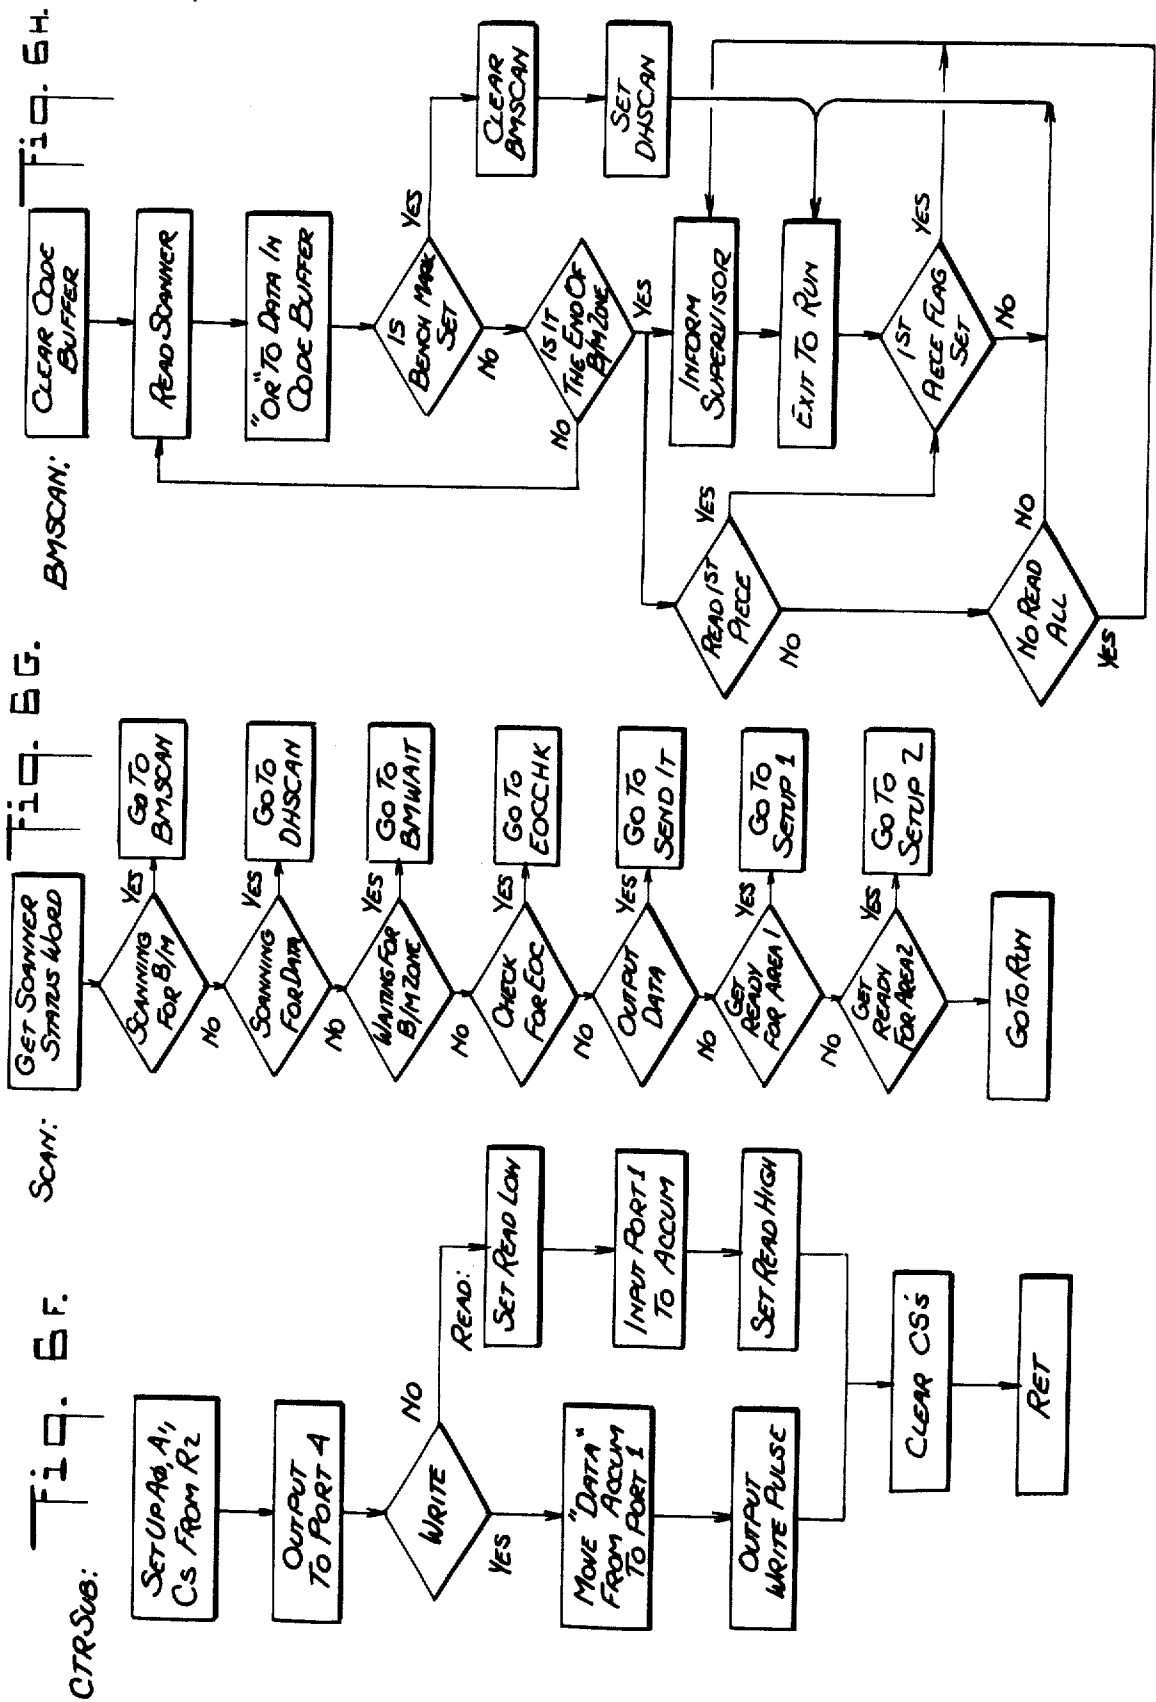 Fig. 6F.
CTRSUB:
SET UP AØ, A1,
CS FROM R2
OUTPUT
TO PORT 4
WRITE
NO
YES
READ:
MOVE "DATA"
FROM ACCUM
TO PORT 1
OUTPUT
WRITE PULSE
SET READ LOW
INPUT PORT 1
TO ACCUM
SET READ HIGH
CLEAR CS'S
RET
Fig. 6G.
SCAN:
GET SCANNER
STATUS WORD
SCANNING
FOR B/M
YES
GO TO
BMSCAN
NO
SCANNING
FOR DATA
YES
GO TO
DHSCAN
NO
WAITING FOR
B/M ZONE
YES
GO TO
BMWAIT
NO
CHECK
FOR EOC
YES
GO TO
EOCCHK
NO
OUTPUT
DATA
YES
GO TO
SEND IT
NO
GET
READY
FOR AREA 1
YES
GO TO
SETUP 1
NO
GET
READY
FOR AREA 2
YES
GO TO
SETUP 2
GO TO RUN
Fig. 6H.
BMSCAN:
CLEAR CODE
BUFFER
READ SCANNER
"OR TO DATA IN
CODE BUFFER
IS
BENCH MARK
SET
YES
CLEAR
BMSCAN
SET
DHSCAN
NO
IS IT
THE END OF
B/M ZONE
NO
YES
INFORM
SUPERVISOR
EXIT TO RUN
READ 1ST
PIECE
YES
NO
1ST
PIECE FLAG
SET
YES
NO
NO READ
ALL
NO
YES